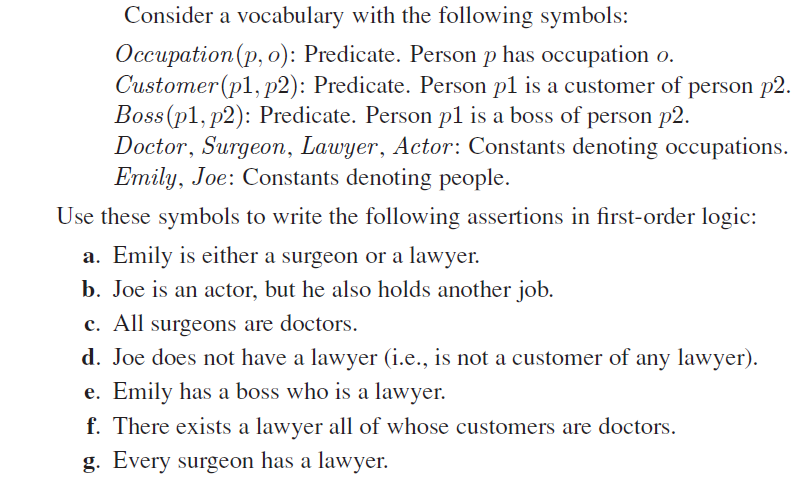 Consider a vocabulary with the following symbols:
Occupation(p, o): Predicate. Person p has occupation o.
Customer(p1, p2): Predicate. Person p1 is a customer of person p2.
Boss(p1, p2): Predicate. Person p1 is a boss of person p2.
Doctor, Surgeon, Lawyer, Actor: Constants denoting occupations.
Emily, Joe: Constants denoting people.
Use these symbols to write the following assertions in first-order logic:
a. Emily is either a surgeon or a lawyer.
b. Joe is an actor, but he also holds another job.
c. All surgeons are doctors.
d. Joe does not have a lawyer (i.e., is not a customer of any lawyer).
e. Emily has a boss who is a lawyer.
f. There exists a lawyer all of whose customers are doctors.
g. Every surgeon has a lawyer.